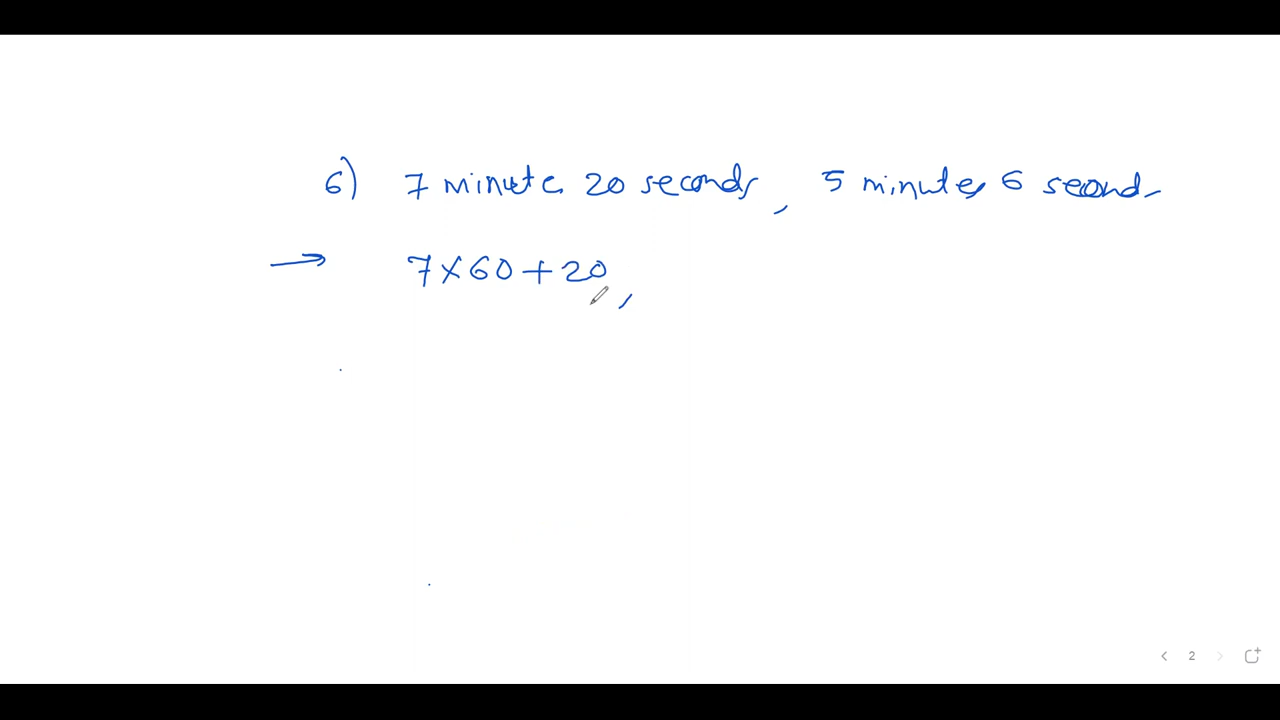 6) 7 minute 20 seconds, 5 minutes 6 second
→ 7×60+20,
2